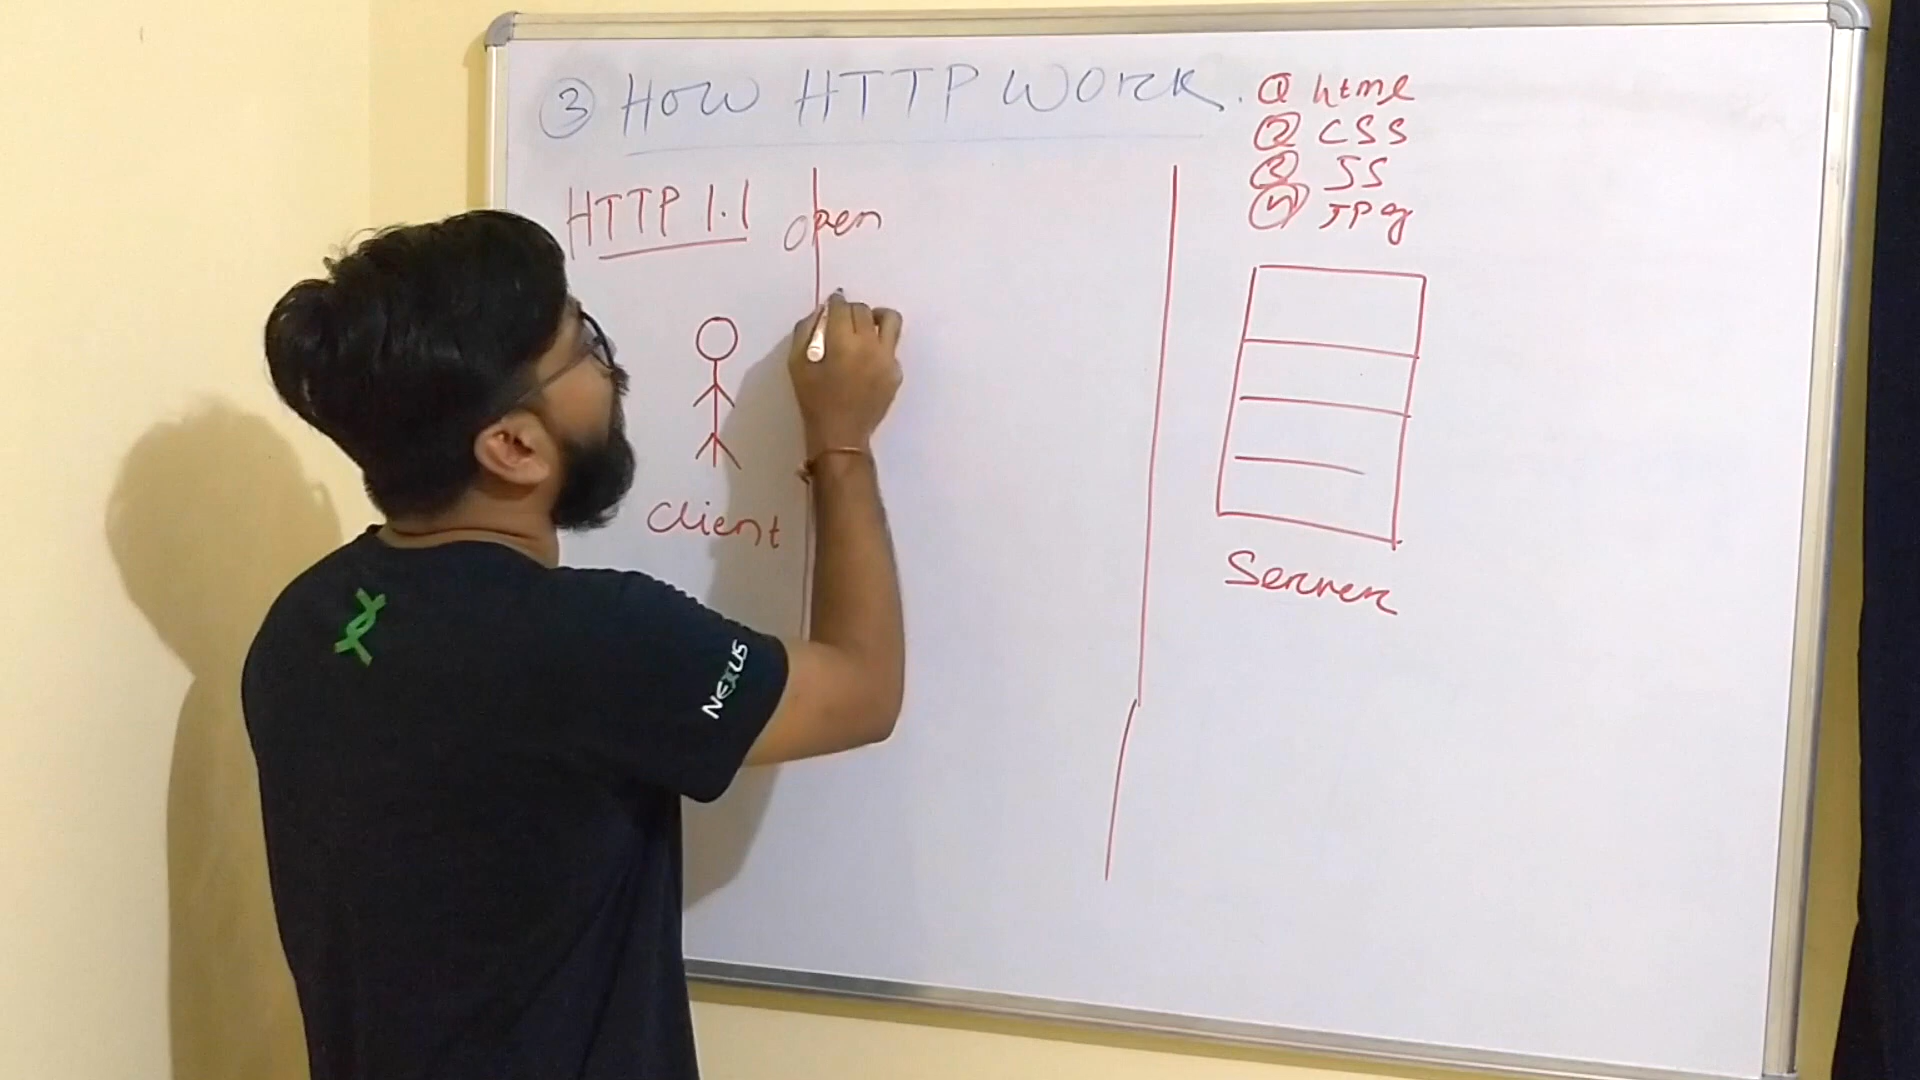 ③ HOW HTTP WORK.
① html
② CSS
③ JS
④ JPg
HTTP 1.1
open
Client
Server
NEXUS